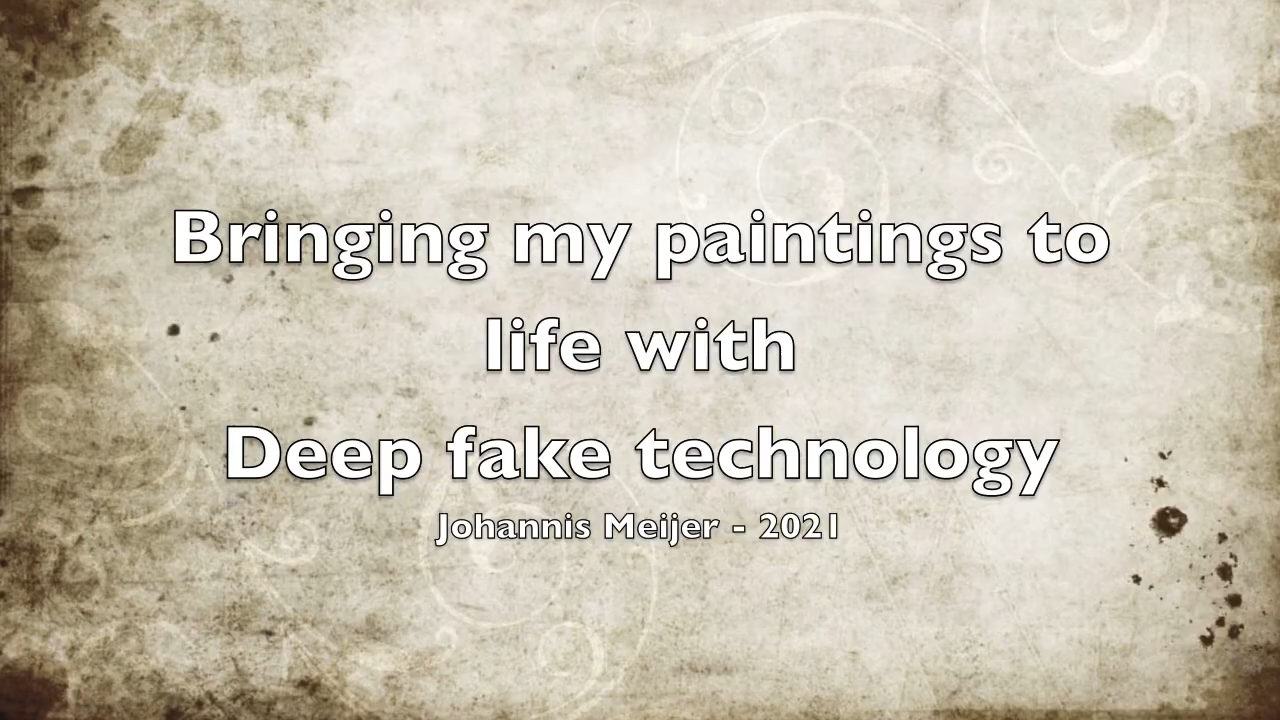 Bringing my paintings to
life with
Deep fake technology
Johannis Meijer - 2021